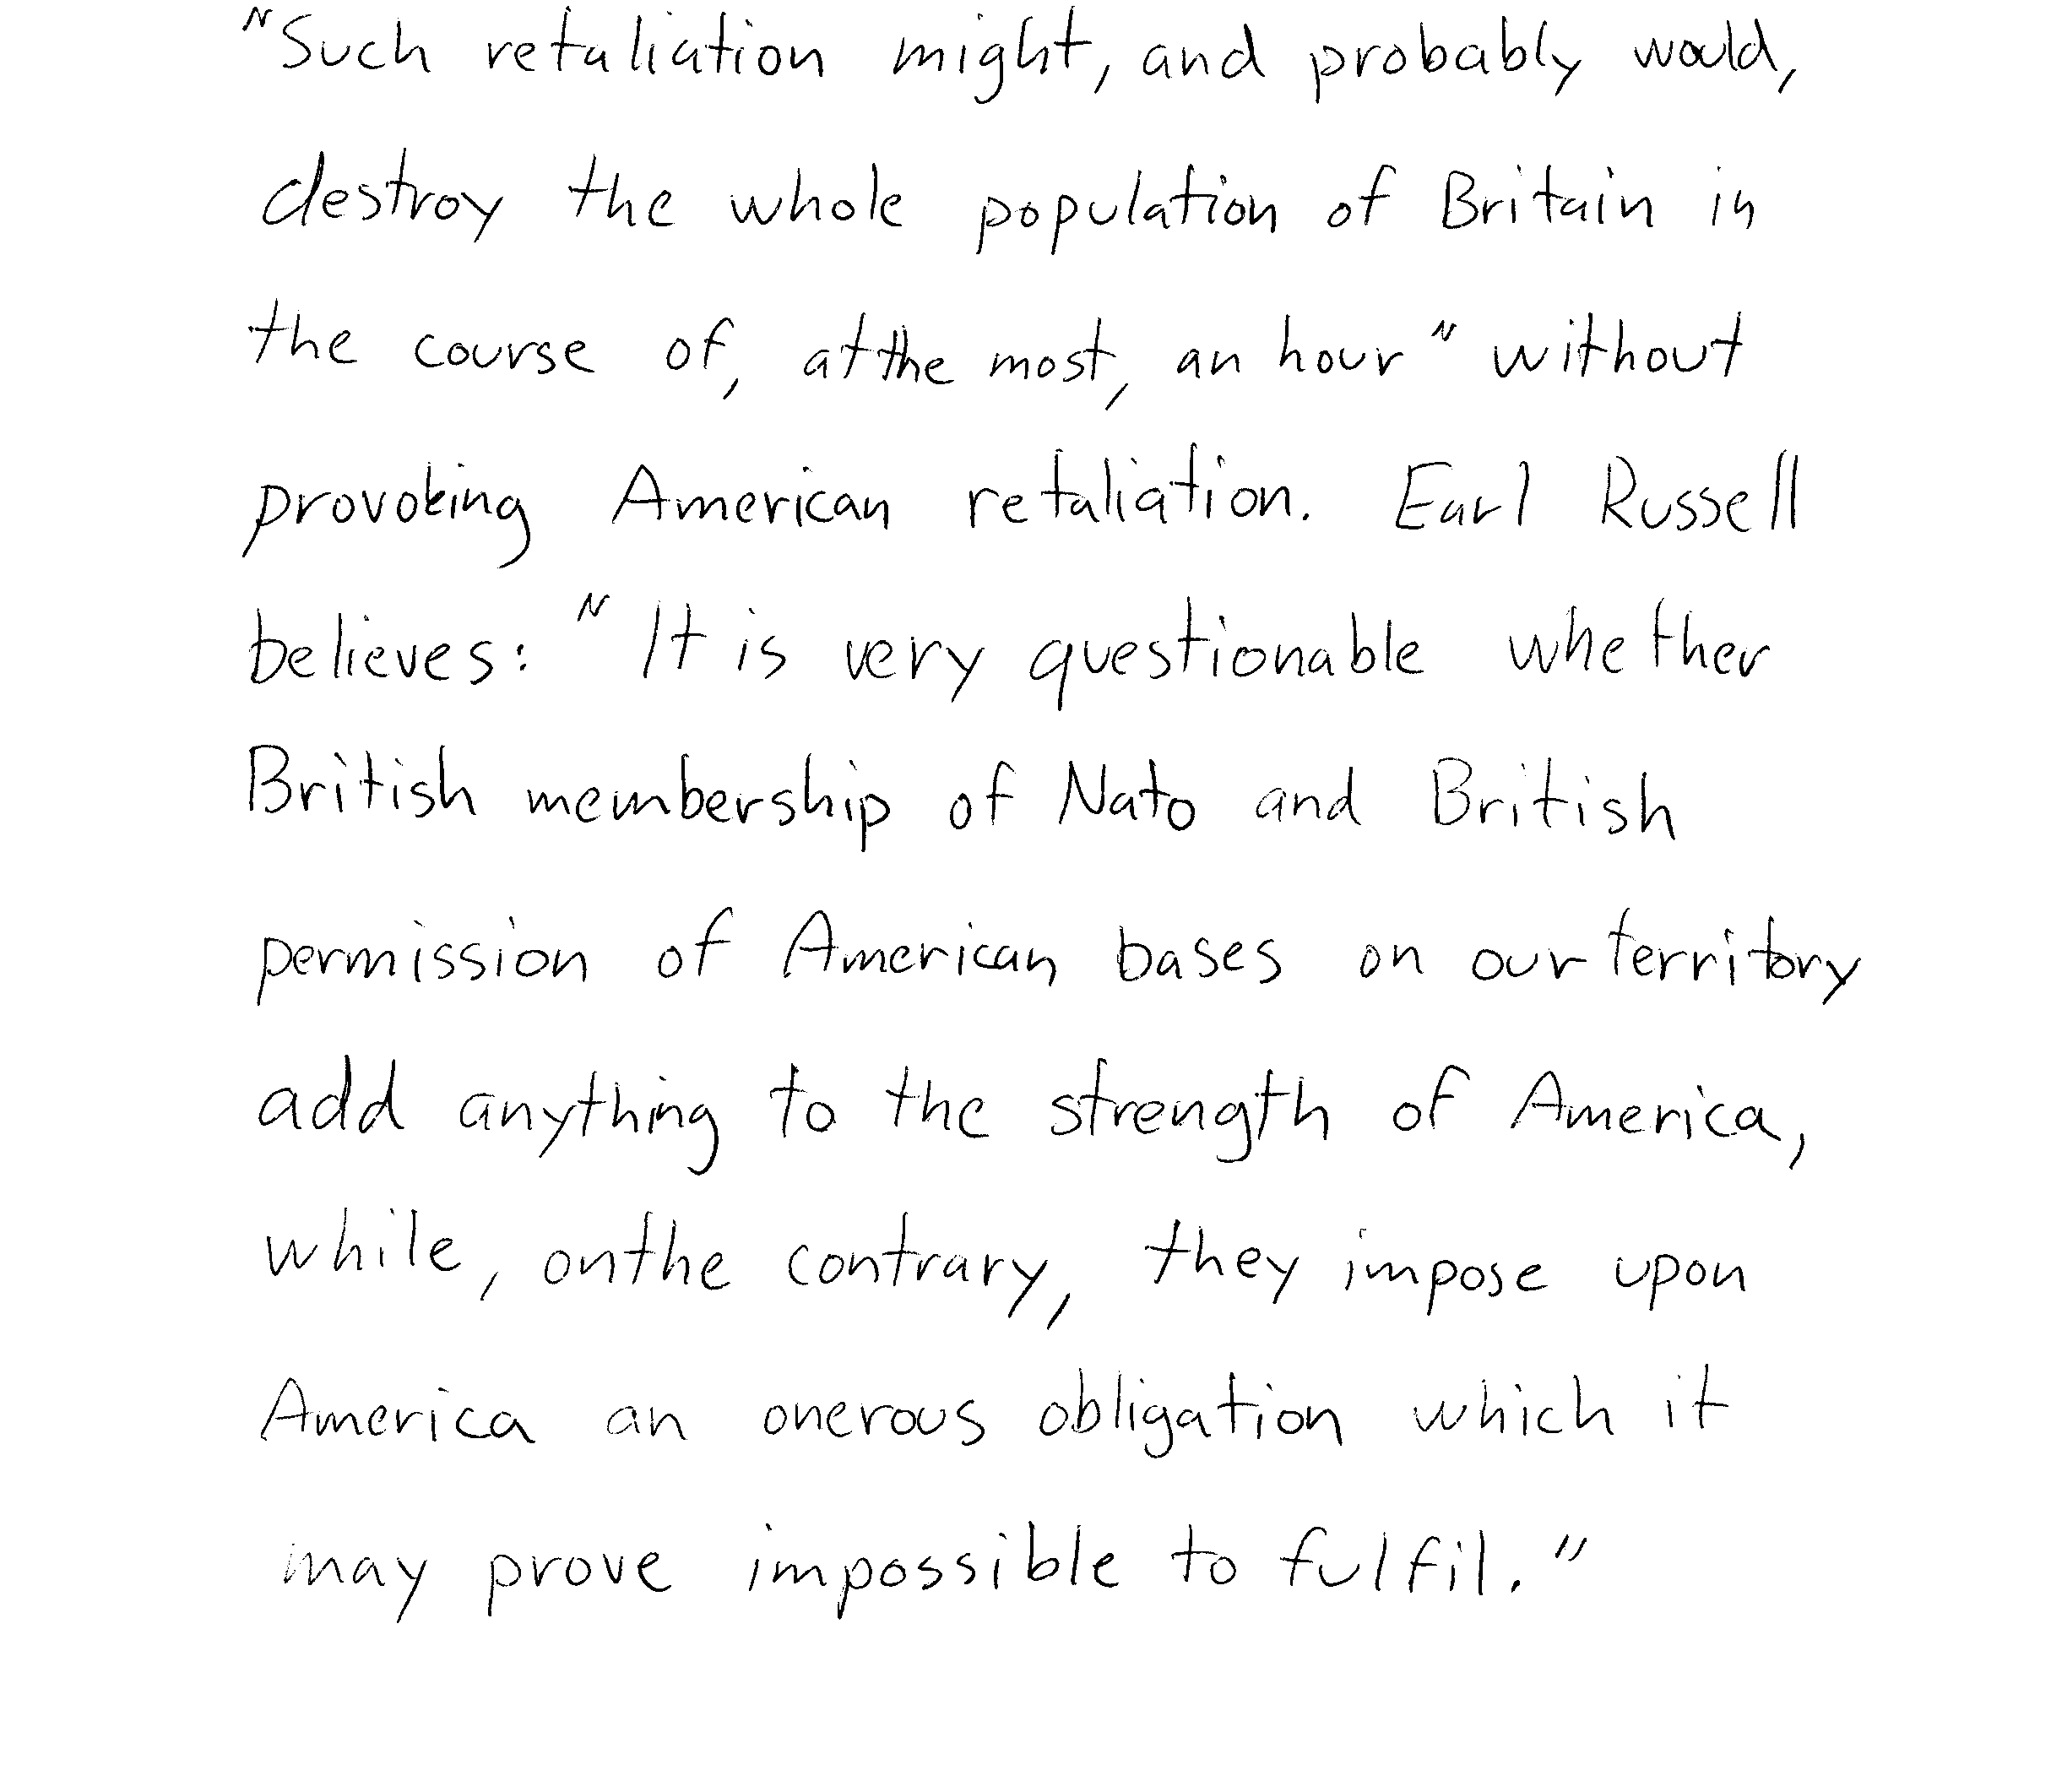 "Such retaliation might, and probably would,
destroy the whole population of Britain in
the course of, at the most, an hour" without
provoking American retaliation. Earl Russell
believes: "It is very questionable whether
British membership of Nato and British
permission of American bases on our territory
add anything to the strength of America,
while, on the contrary, they impose upon
America an onerous obligation which it
may prove impossible to fulfil."